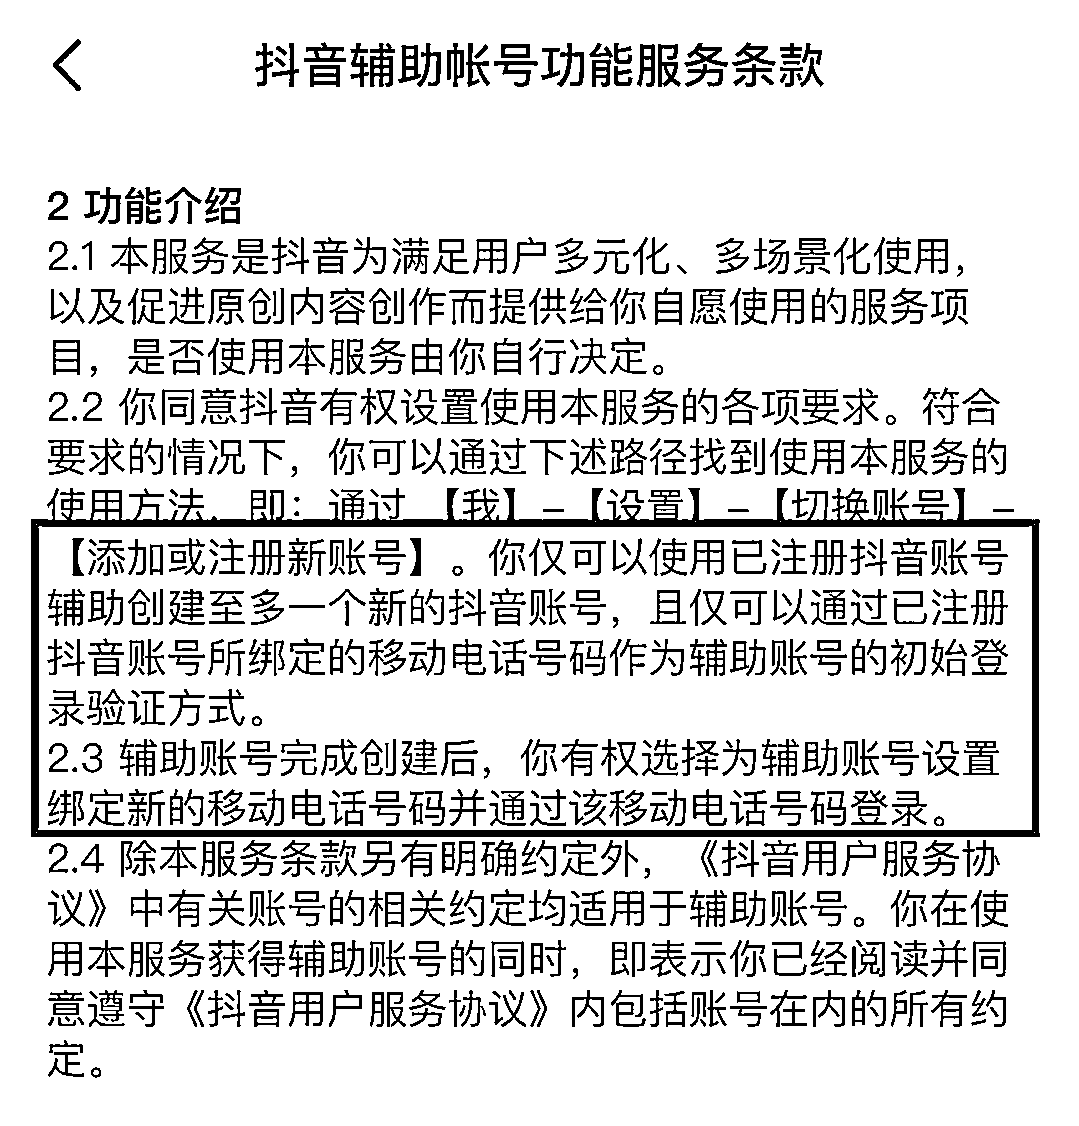 抖音辅助帐号功能服务条款
2 功能介绍
2.1 本服务是抖音为满足用户多元化、多场景化使用，
以及促进原创内容创作而提供给你自愿使用的服务项
目，是否使用本服务由你自行决定。
2.2 你同意抖音有权设置使用本服务的各项要求。符合
要求的情况下，你可以通过下述路径找到使用本服务的
使用方法，即：通过 【我】–【设置】–【切换账号】–
【添加或注册新账号】。你仅可以使用已注册抖音账号
辅助创建至多一个新的抖音账号，且仅可以通过已注册
抖音账号所绑定的移动电话号码作为辅助账号的初始登
录验证方式。
2.3 辅助账号完成创建后，你有权选择为辅助账号设置
绑定新的移动电话号码并通过该移动电话号码登录。
2.4 除本服务条款另有明确约定外，《抖音用户服务协
议》中有关账号的相关约定均适用于辅助账号。你在使
用本服务获得辅助账号的同时，即表示你已经阅读并同
意遵守《抖音用户服务协议》内包括账号在内的所有约
定。